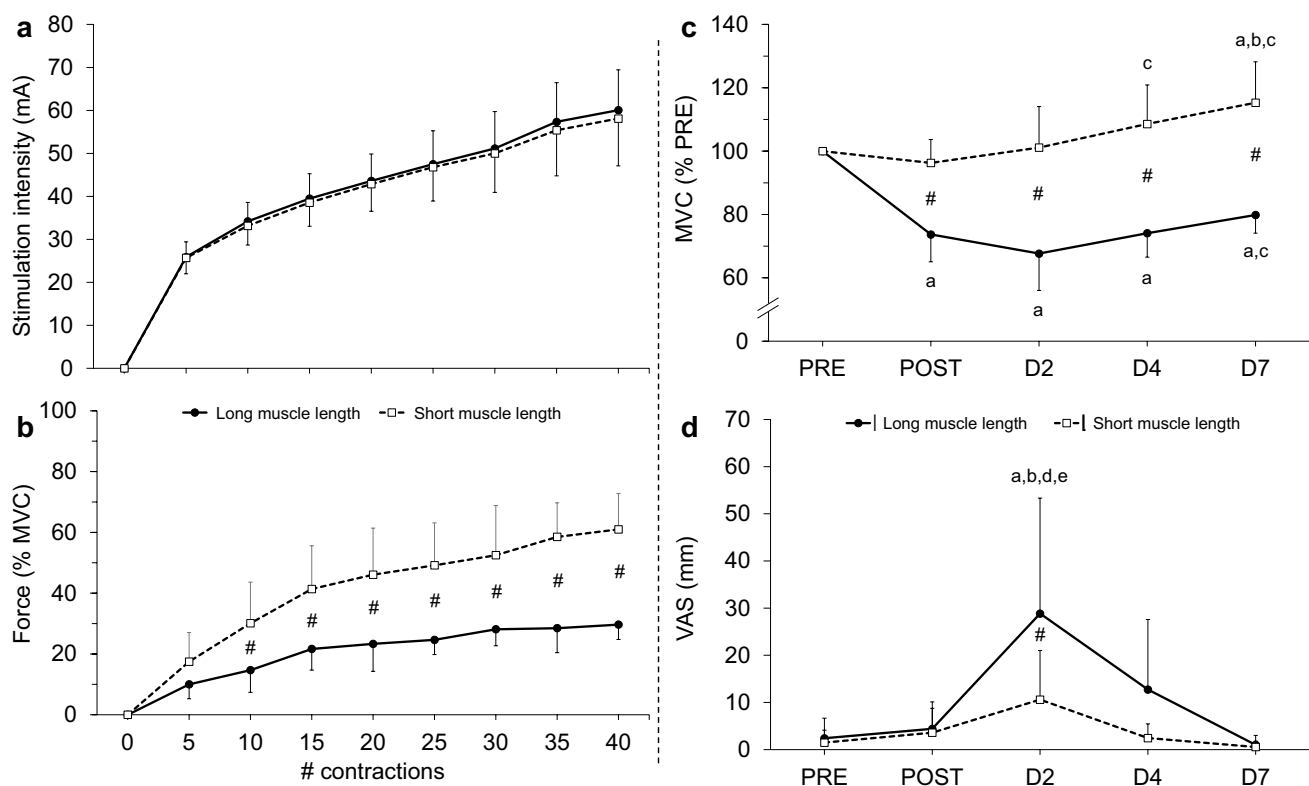 a
Stimulation intensity (mA)
80
70
60
50
40
30
20
10
0
b
Long muscle length Short muscle length
Force (% MVC)
100
80
60
40
20
0
# # # # # # #
0 5 10 15 20 25 30 35 40
# contractions
c
MVC (% PRE)
140
120
100
80
60
0
c
a,b,c
# # # #
a
a
a
a,c
PRE POST D2 D4 D7
d
Long muscle length Short muscle length
VAS (mm)
70
60
50
40
30
20
10
0
a,b,d,e
#
PRE POST D2 D4 D7